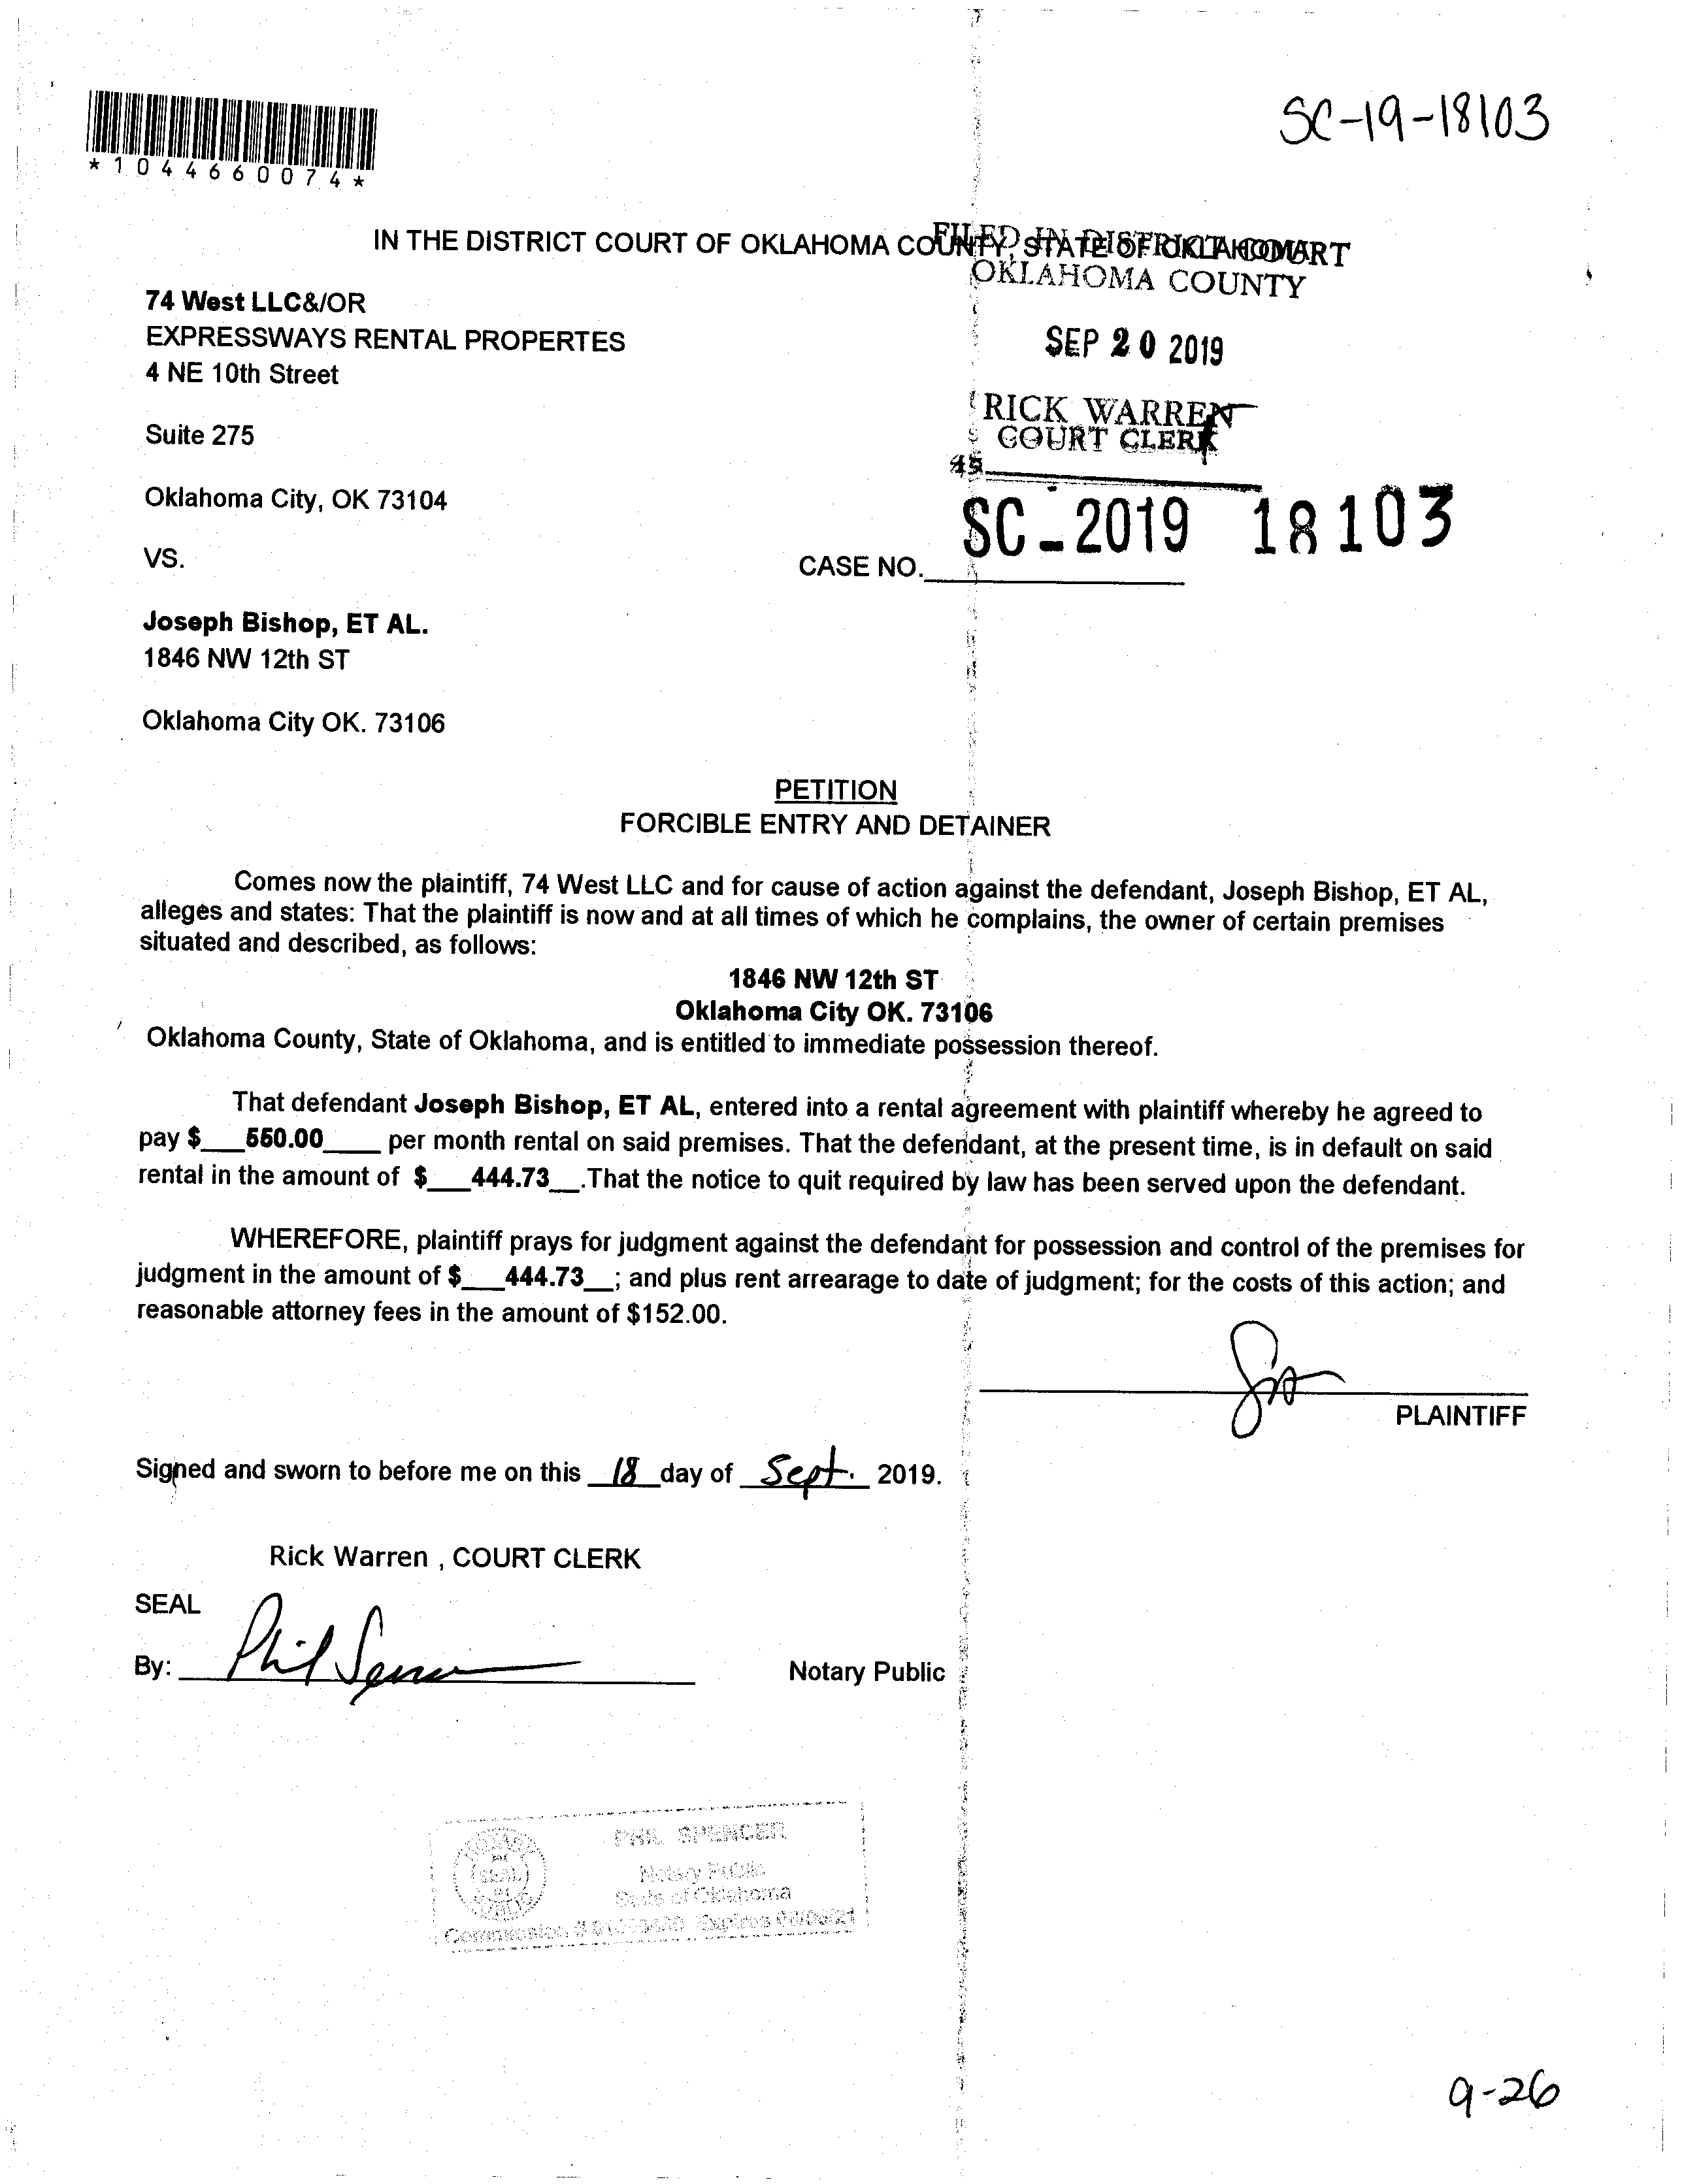 SC-19-18103
*1044660074*
IN THE DISTRICT COURT OF OKLAHOMA COUNTY, STATE OF OKLAHOMA
FILED IN DISTRICT COURT
OKLAHOMA COUNTY
74 West LLC&/OR
EXPRESSWAYS RENTAL PROPERTES
4 NE 10th Street
SEP 20 2019
RICK WARREN
COURT CLERK
Suite 275
45
Oklahoma City, OK 73104
SC-2019 18103
VS.
CASE NO.
Joseph Bishop, ET AL.
1846 NW 12th ST
Oklahoma City OK. 73106
PETITION
FORCIBLE ENTRY AND DETAINER
Comes now the plaintiff, 74 West LLC and for cause of action against the defendant, Joseph Bishop, ET AL,
alleges and states: That the plaintiff is now and at all times of which he complains, the owner of certain premises
situated and described, as follows:
1846 NW 12th ST
Oklahoma City OK. 73106
Oklahoma County, State of Oklahoma, and is entitled to immediate possession thereof.
That defendant Joseph Bishop, ET AL, entered into a rental agreement with plaintiff whereby he agreed to
pay $___550.00____ per month rental on said premises. That the defendant, at the present time, is in default on said
rental in the amount of $___444.73__.That the notice to quit required by law has been served upon the defendant.
WHEREFORE, plaintiff prays for judgment against the defendant for possession and control of the premises for
judgment in the amount of $___444.73__; and plus rent arrearage to date of judgment; for the costs of this action; and
reasonable attorney fees in the amount of $152.00.
PLAINTIFF
Signed and sworn to before me on this 18 day of Sept. 2019.
Rick Warren , COURT CLERK
SEAL
By: Phil Spencer
Notary Public
PHIL SPENCER
Notary Public
State of Oklahoma
Commission # Expires
9-26